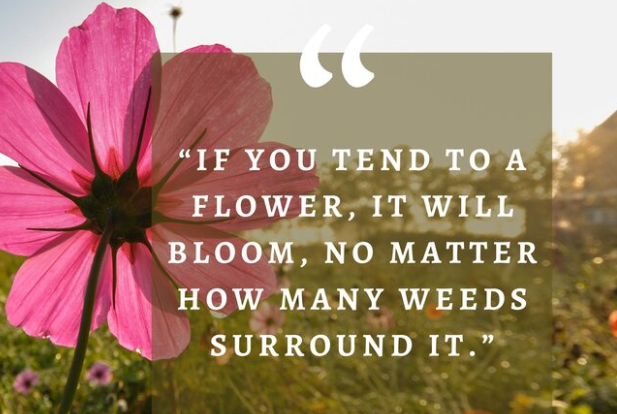 “IF YOU TEND TO A
FLOWER, IT WILL
BLOOM, NO MATTER
HOW MANY WEEDS
SURROUND IT.”